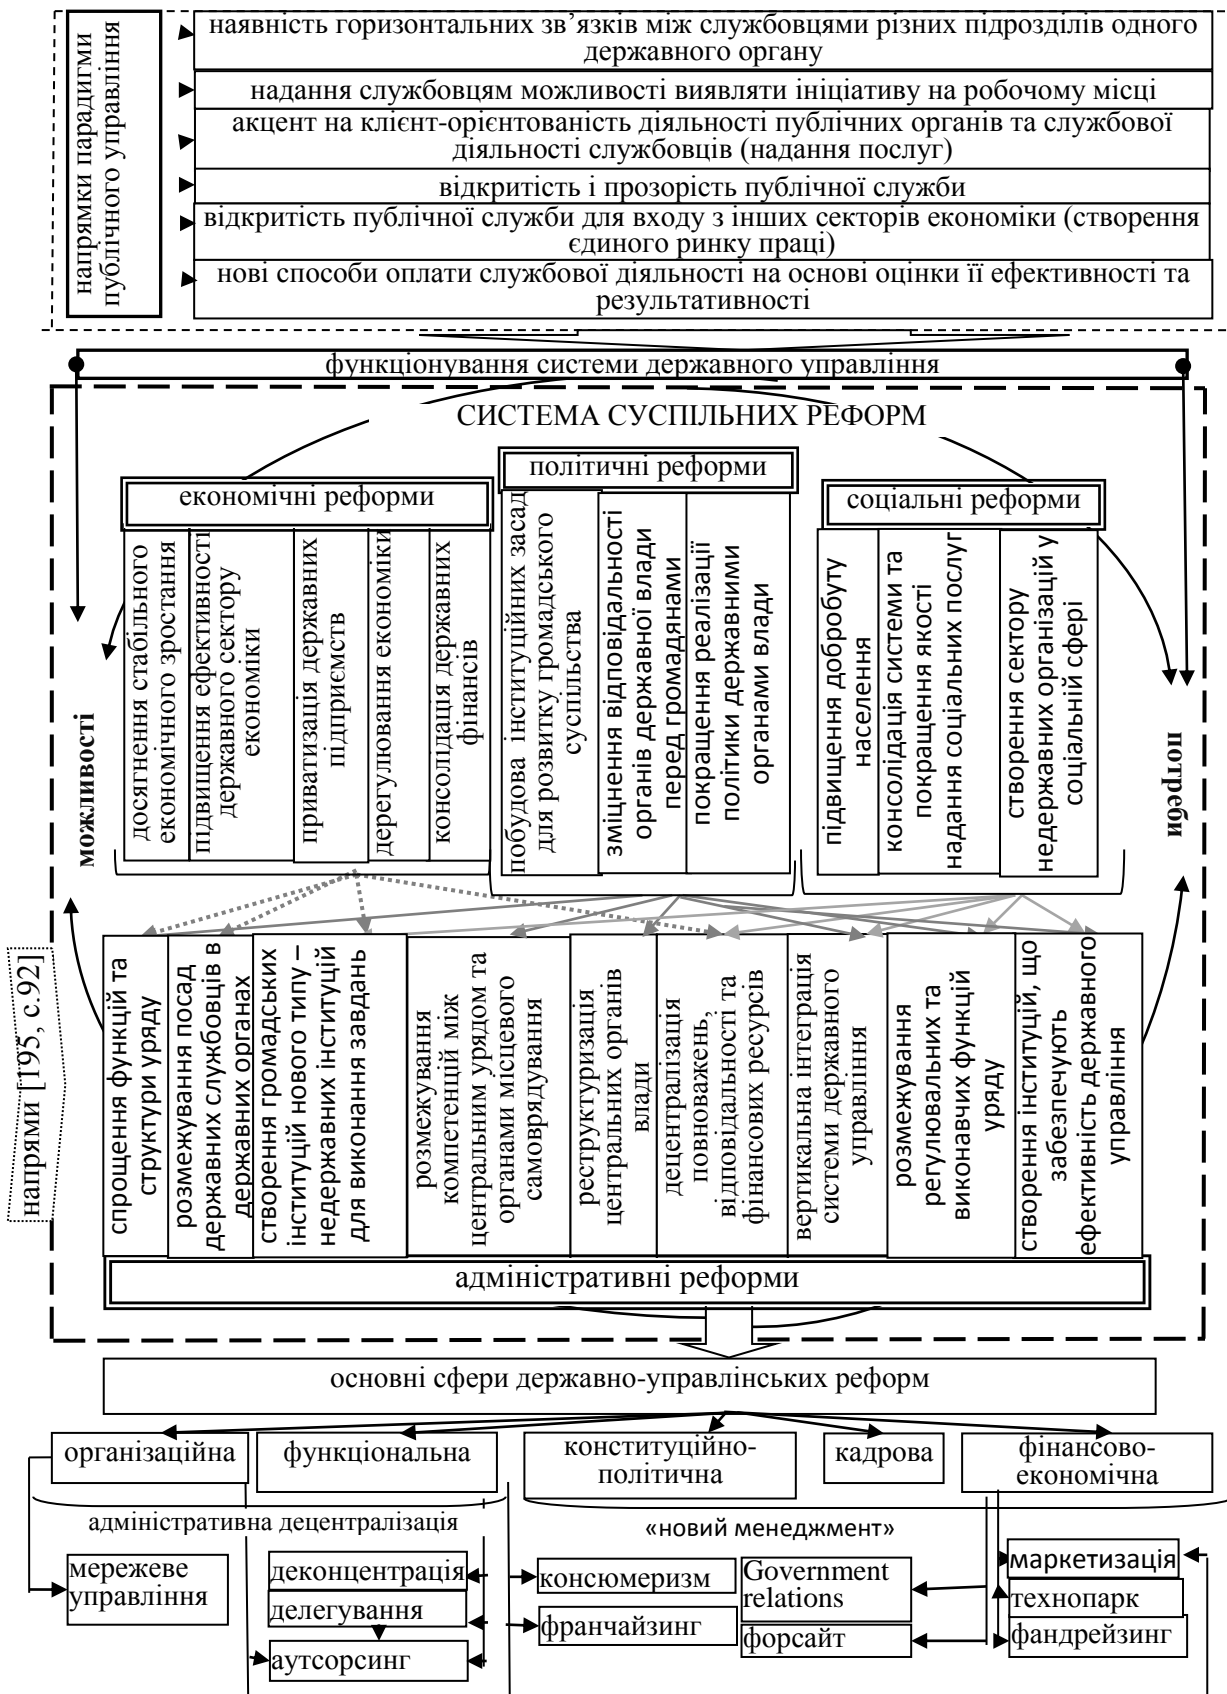 напрямки парадигми
публічного управління
наявність горизонтальних зв’язків між службовцями різних підрозділів одного
державного органу
надання службовцям можливості виявляти ініціативу на робочому місці
акцент на клієнт-орієнтованість діяльності публічних органів та службової
діяльності службовців (надання послуг)
відкритість і прозорість публічної служби
відкритість публічної служби для входу з інших секторів економіки (створення
єдиного ринку праці)
нові способи оплати службової діяльності на основі оцінки її ефективності та
результативності
функціонування системи державного управління
СИСТЕМА СУСПІЛЬНИХ РЕФОРМ
економічні реформи
політичні реформи
соціальні реформи
можливості
досягнення стабільного
економічного зростання
підвищення ефективності
державного сектору
економіки
приватизація державних
підприємств
дерегулювання економіки
консолідація державних
фінансів
побудова інституційних засад
для розвитку громадського
суспільства
зміцнення відповідальності
органів державної влади
перед громадянами
покращення реалізації
політики державними
органами влади
підвищення добробуту
населення
консолідація системи та
покращення якості
надання соціальних послуг
створення сектору
недержавних організацій у
соціальній сфері
потреби
напрями [195, с.92]
спрощення функцій та
структури уряду
розмежування посад
державних службовців в
державних органах
створення громадських
інституцій нового типу –
недержавних інституцій
для виконання завдань
розмежування
компетенцій між
центральним урядом та
органами місцевого
самоврядування
реструктуризація
центральних органів
влади
децентралізація
повноважень,
відповідальності та
фінансових ресурсів
вертикальна інтеграція
системи державного
управління
розмежування
регулювальних та
виконавчих функцій
уряду
створення інституцій, що
забезпечують
ефективність державного
управління
адміністративні реформи
основні сфери державно-управлінських реформ
організаційна
функціональна
конституційно-
політична
кадрова
фінансово-
економічна
адміністративна децентралізація
«новий менеджмент»
мережеве
управління
деконцентрація
делегування
аутсорсинг
консюмеризм
франчайзинг
Government
relations
форсайт
маркетизація
технопарк
фандрейзинг